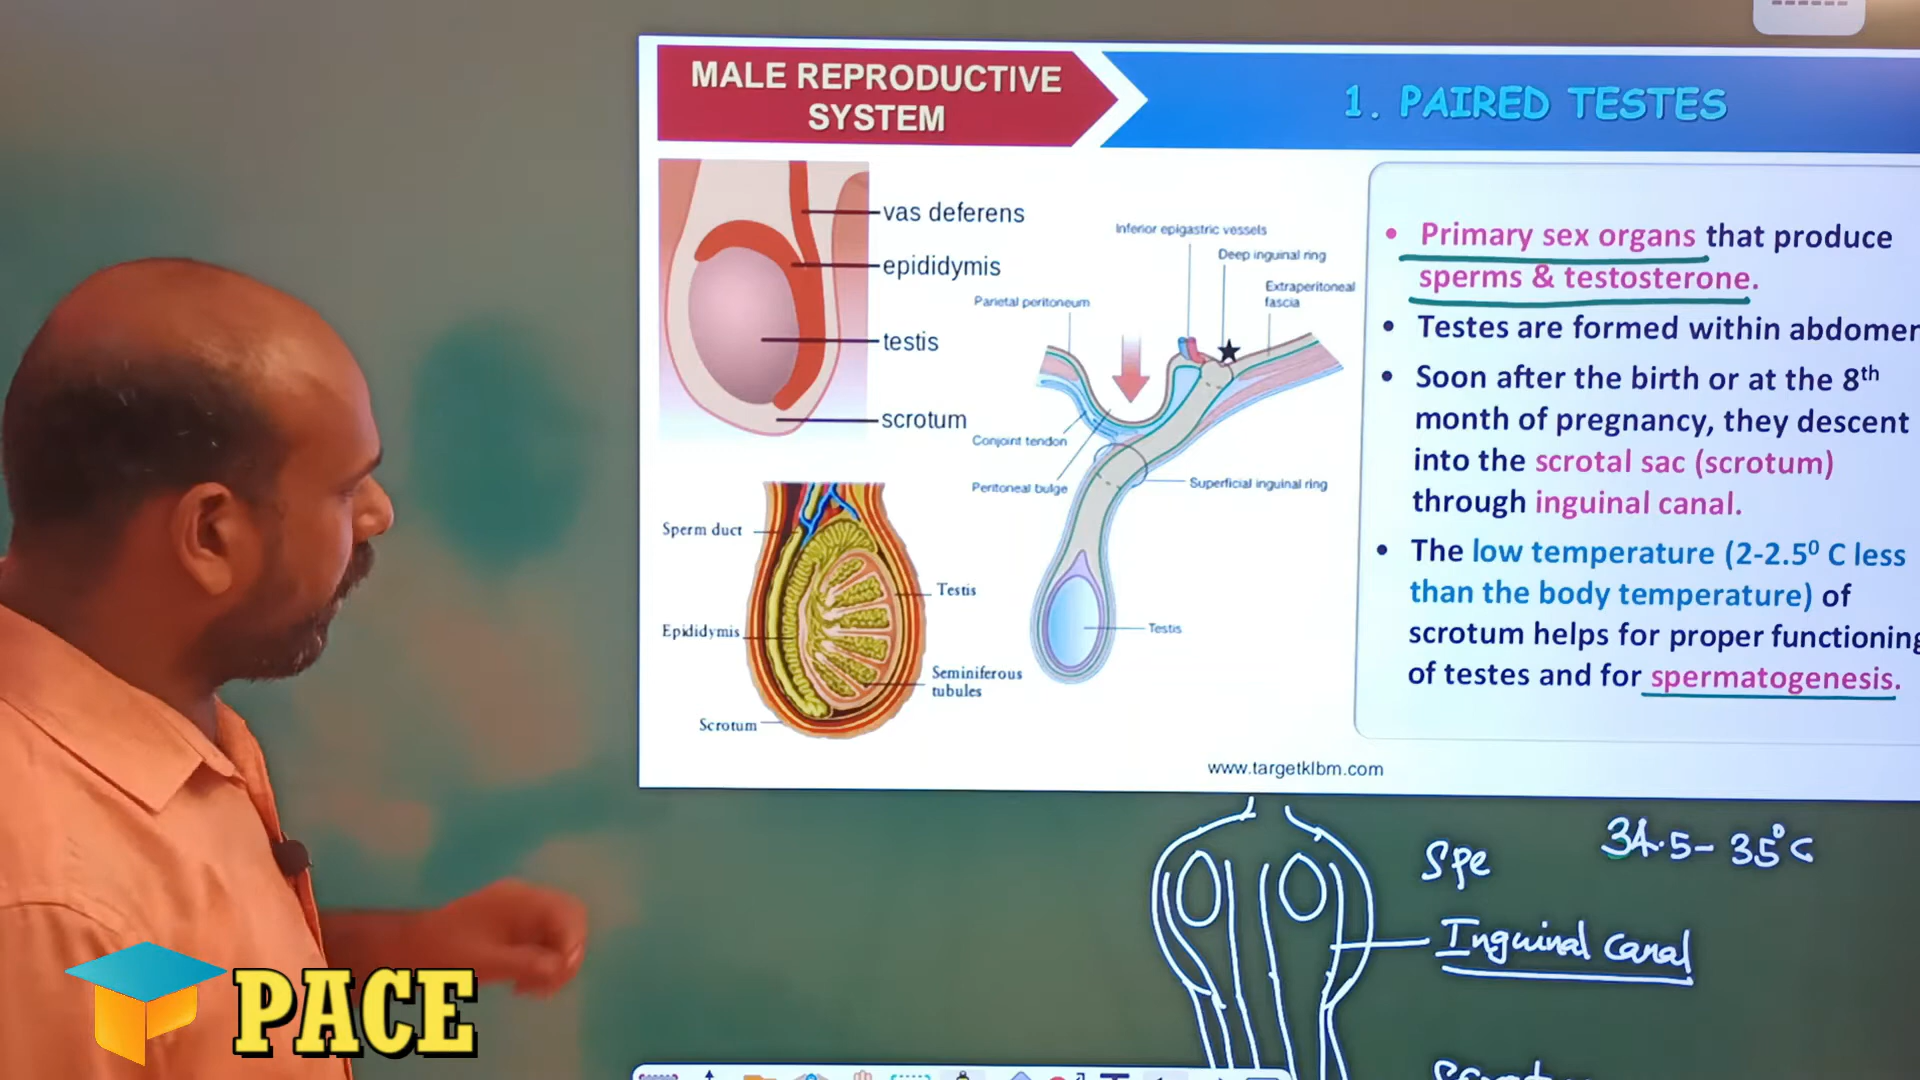 MALE REPRODUCTIVE
SYSTEM
1. PAIRED TESTES
vas deferens
epididymis
testis
scrotum
Inferior epigastric vessels
Deep inguinal ring
Extraperitoneal
fascia
Parietal peritoneum
Conjoint tendon
Peritoneal bulge
Superficial inguinal ring
Testis
Sperm duct
Testis
Epididymis
Seminiferous
tubules
Scrotum
• Primary sex organs that produce
sperms & testosterone.
• Testes are formed within abdomen
• Soon after the birth or at the 8th
month of pregnancy, they descent
into the scrotal sac (scrotum)
through inguinal canal.
• The low temperature (2-2.5⁰ C less
than the body temperature) of
scrotum helps for proper functioning
of testes and for spermatogenesis.
www.targetklbm.com
Spe
34.5- 35°C
Inguinal Canal
PACE